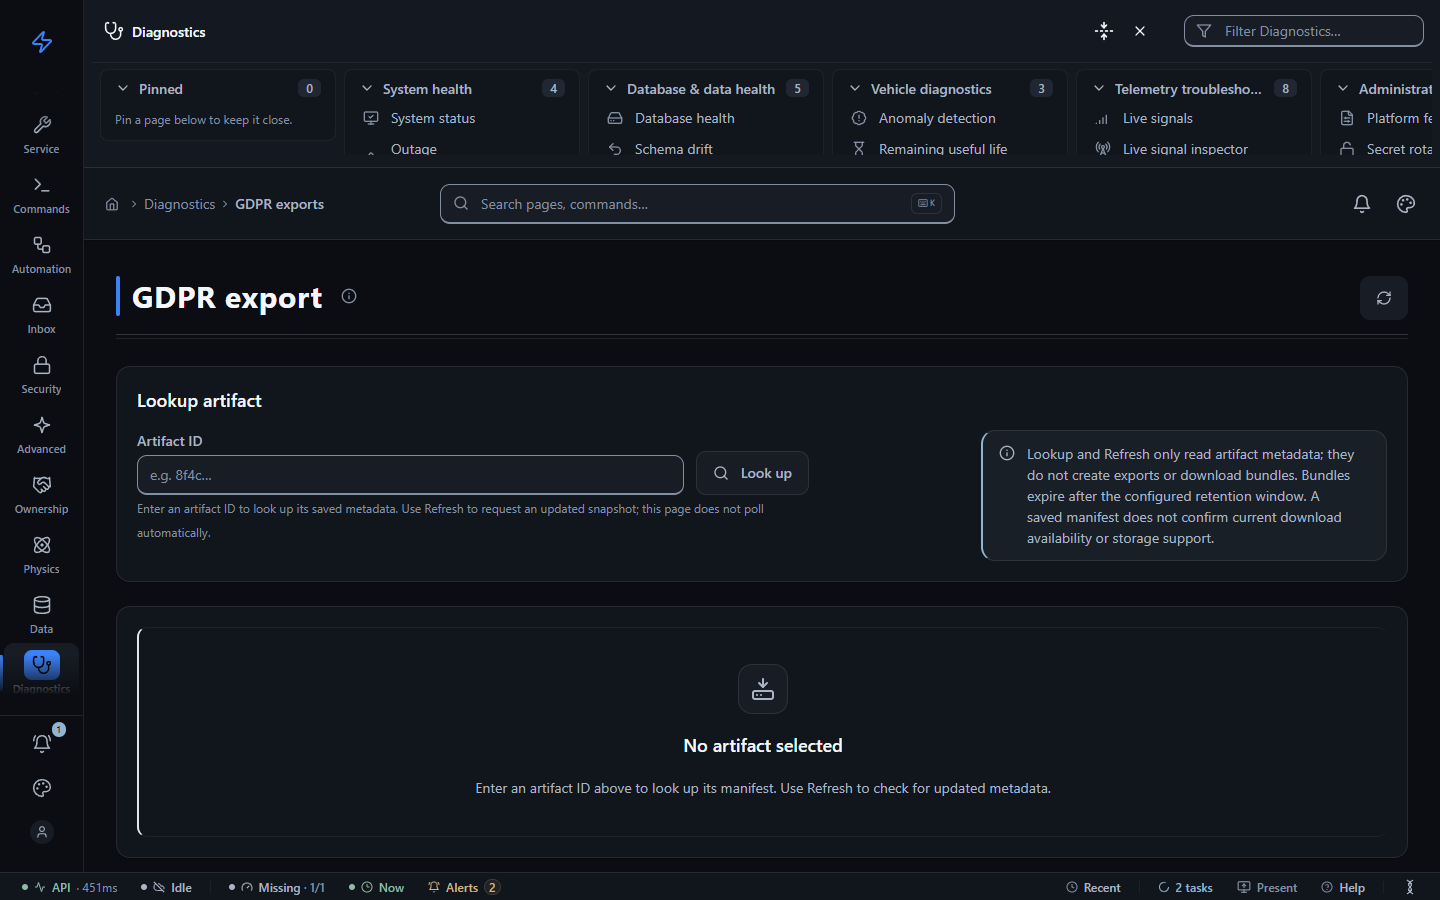 Diagnostics
Filter Diagnostics...
Pinned 0
Pin a page below to keep it close.
System health 4
System status
Outage
Database & data health 5
Database health
Schema drift
Vehicle diagnostics 3
Anomaly detection
Remaining useful life
Telemetry troublesho... 8
Live signals
Live signal inspector
Administrat
Platform fe
Secret rota
Service
Commands
Automation
Inbox
Security
Advanced
Ownership
Physics
Data
Diagnostics
1
Diagnostics
GDPR exports
Search pages, commands...
K
GDPR export
Lookup artifact
Artifact ID
e.g. 8f4c...
Look up
Enter an artifact ID to look up its saved metadata. Use Refresh to request an updated snapshot; this page does not poll
automatically.
Lookup and Refresh only read artifact metadata; they
do not create exports or download bundles. Bundles
expire after the configured retention window. A
saved manifest does not confirm current download
availability or storage support.
No artifact selected
Enter an artifact ID above to look up its manifest. Use Refresh to check for updated metadata.
API · 451ms
Idle
Missing · 1/1
Now
Alerts 2
Recent
2 tasks
Present
Help